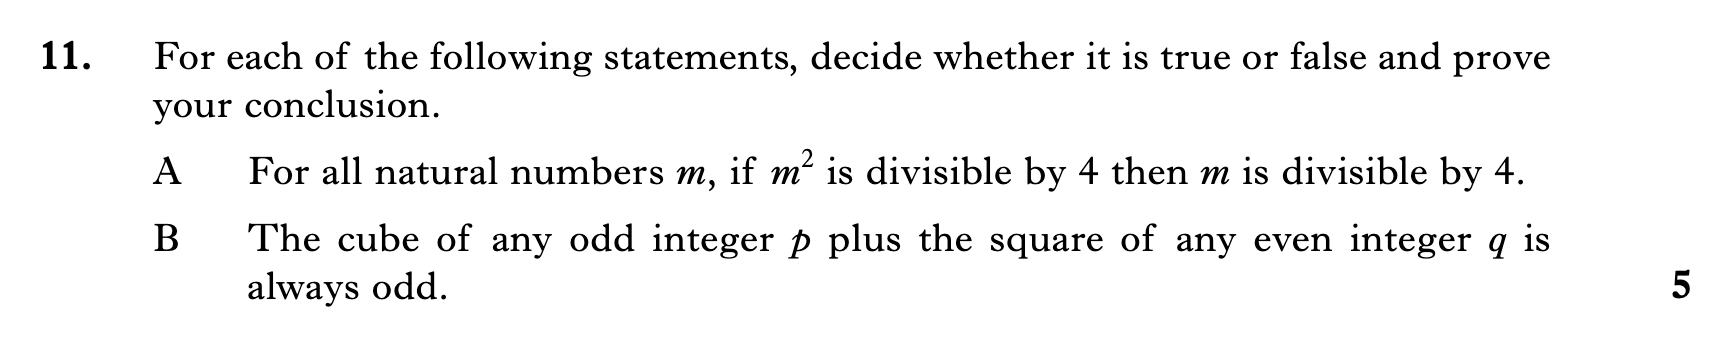 11. For each of the following statements, decide whether it is true or false and prove
your conclusion.
A For all natural numbers m, if m² is divisible by 4 then m is divisible by 4.
B The cube of any odd integer p plus the square of any even integer q is
always odd. 5